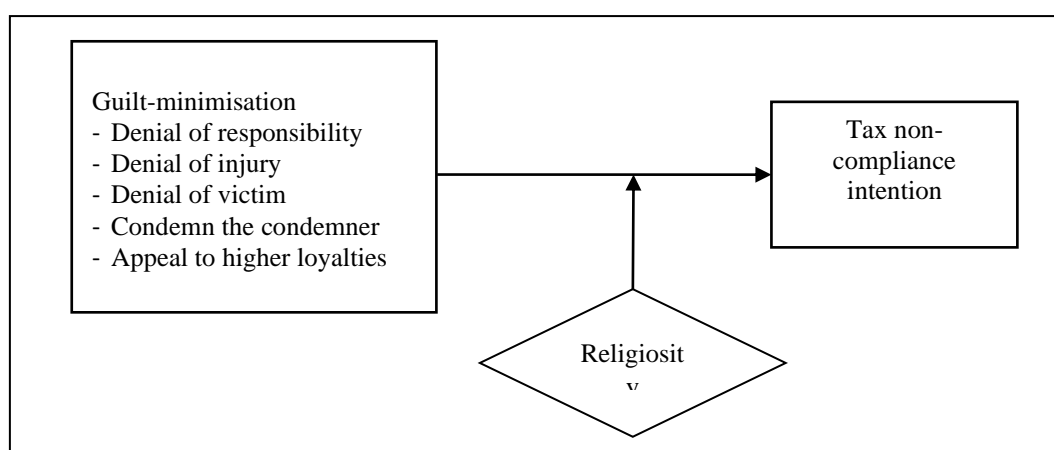 Guilt-minimisation
- Denial of responsibility
- Denial of injury
- Denial of victim
- Condemn the condemner
- Appeal to higher loyalties
Tax non-
compliance
intention
Religiosit
y